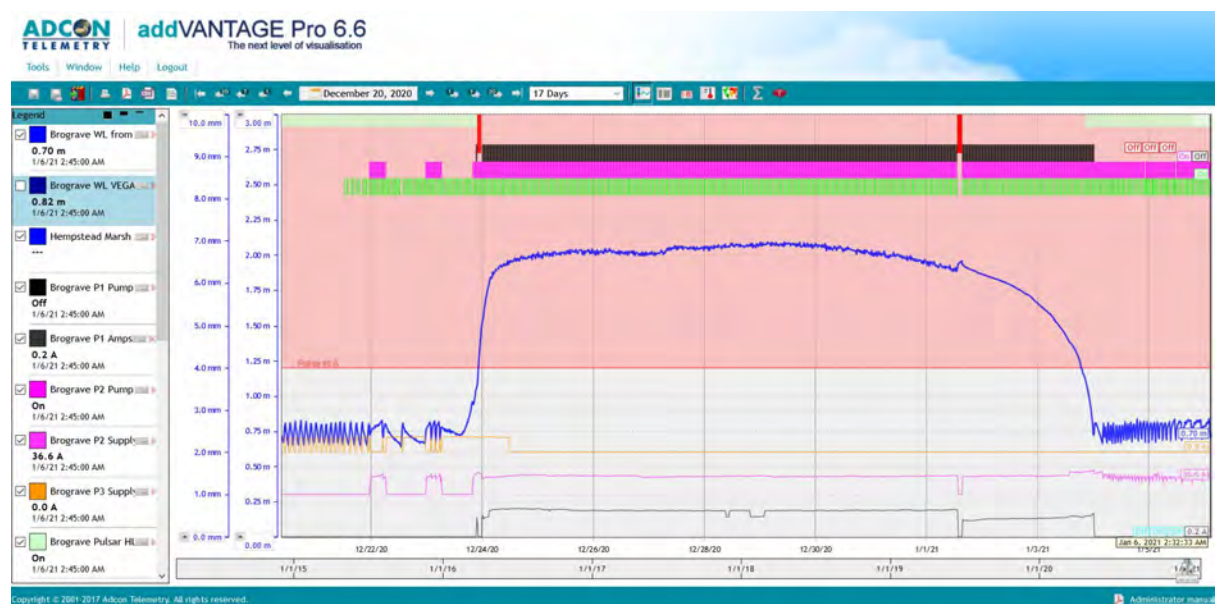 ADCON
TELEMETRY
addVANTAGE Pro 6.6
The next level of visualisation
Tools Window Help Logout
December 20, 2020 17 Days
Legend
Brograve WL from
0.70 m
1/6/21 2:45:00 AM
Brograve WL VEGA
0.82 m
1/6/21 2:45:00 AM
Hempstead Marsh
---
Brograve P1 Pump
Off
1/6/21 2:45:00 AM
Brograve P1 Amps
0.2 A
1/6/21 2:45:00 AM
Brograve P2 Pump
On
1/6/21 2:45:00 AM
Brograve P2 Supply
36.6 A
1/6/21 2:45:00 AM
Brograve P3 Supply
0.0 A
1/6/21 2:45:00 AM
Brograve Pulsar HL
On
1/6/21 2:45:00 AM
10.0 mm 3.00 m
9.0 mm 2.75 m
8.0 mm 2.50 m
2.25 m
7.0 mm 2.00 m
6.0 mm 1.75 m
5.0 mm 1.50 m
4.0 mm 1.25 m
3.0 mm 1.00 m
0.75 m
2.0 mm 0.50 m
1.0 mm 0.25 m
0.0 mm 0.00 m
Off Off Off
On Off
On
0.70 m
36.6 A
0.2 A
Jan 6, 2021 2:32:33 AM
12/22/20 12/24/20 12/26/20 12/28/20 12/30/20 1/1/21 1/3/21 1/5/21
1/1/15 1/1/16 1/1/17 1/1/18 1/1/19 1/1/20
Copyright © 2001-2017 Adcon Telemetry. All rights reserved.
Administrator manual